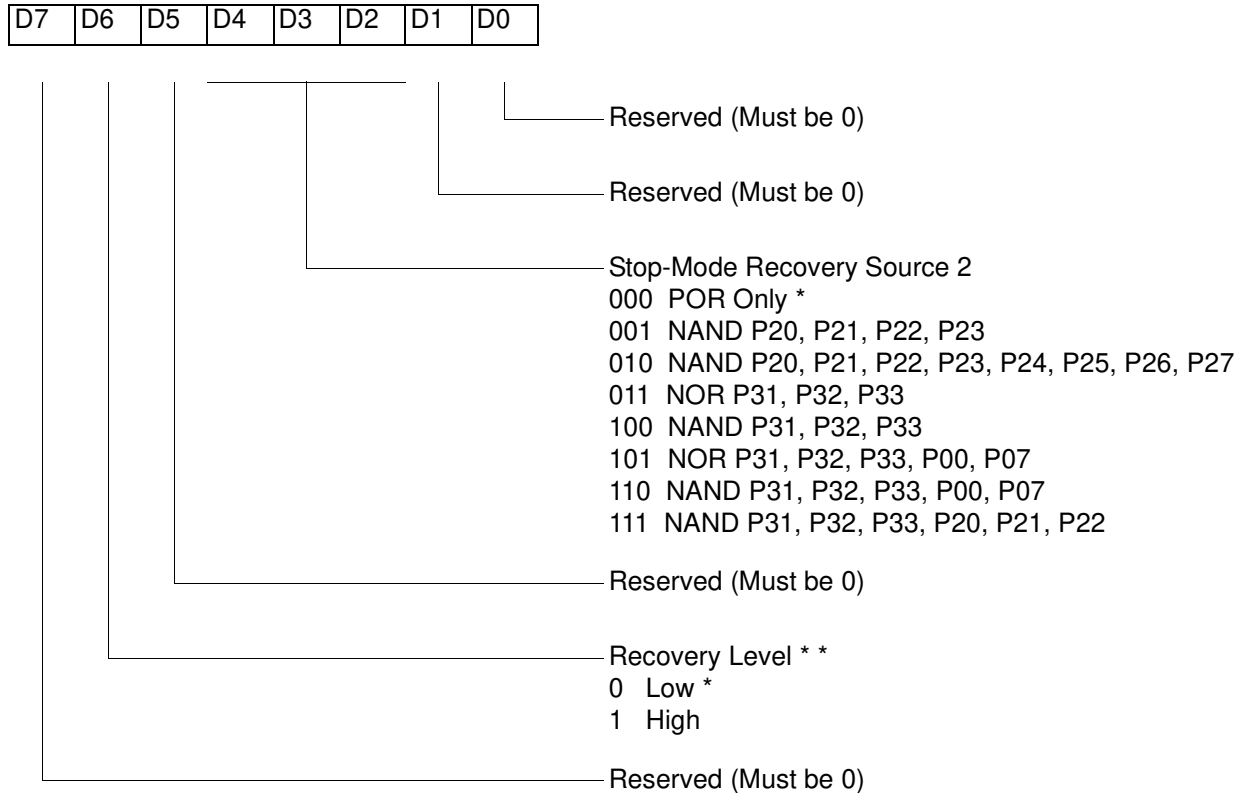 D7 D6 D5 D4 D3 D2 D1 D0
Reserved (Must be 0)
Reserved (Must be 0)
Stop-Mode Recovery Source 2
000 POR Only *
001 NAND P20, P21, P22, P23
010 NAND P20, P21, P22, P23, P24, P25, P26, P27
011 NOR P31, P32, P33
100 NAND P31, P32, P33
101 NOR P31, P32, P33, P00, P07
110 NAND P31, P32, P33, P00, P07
111 NAND P31, P32, P33, P20, P21, P22
Reserved (Must be 0)
Recovery Level * *
0 Low *
1 High
Reserved (Must be 0)